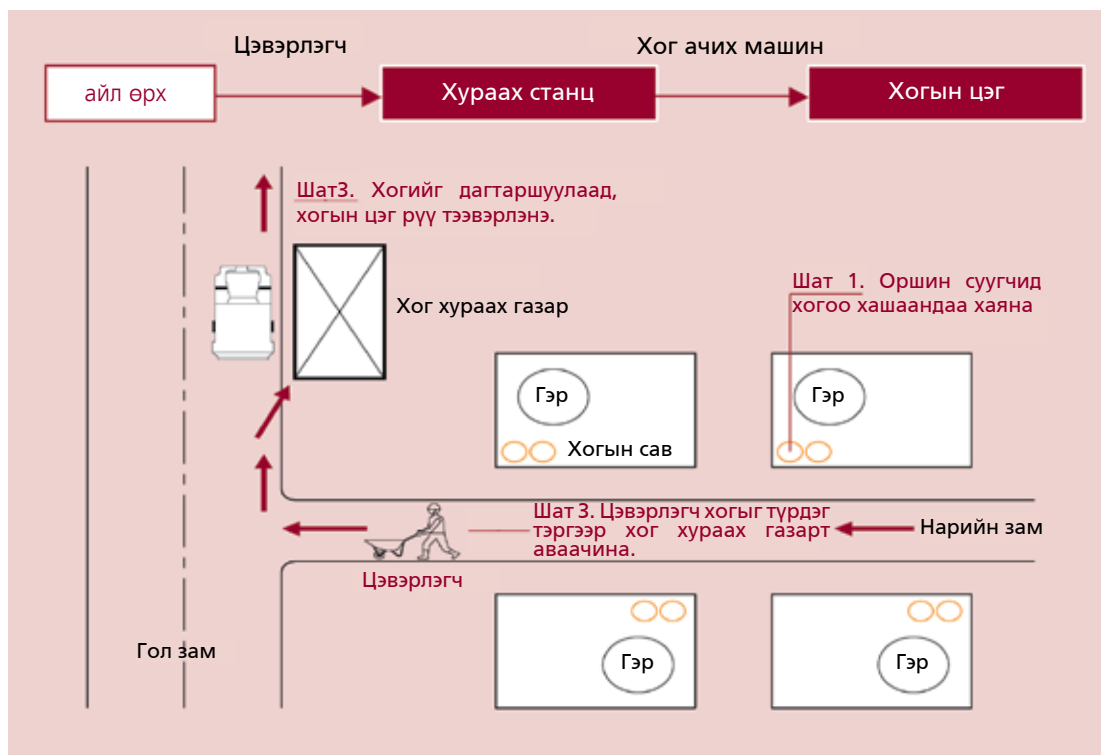 Цэвэрлэгч
Хог ачих машин
айл өрх
Хураах станц
Хогын цэг
Шат3. Хогийг дагтаршуулаад,
хогын цэг рүү тээвэрлэнэ.
Хог хураах газар
Шат 1. Оршин суугчид
хогоо хашаандаа хаяна
Гэр
Хогын сав
Гэр
Шат 3. Цэвэрлэгч хогыг түрдэг
тэргээр хог хураах газарт
аваачина.
Нарийн зам
Цэвэрлэгч
Гол зам
Гэр
Гэр